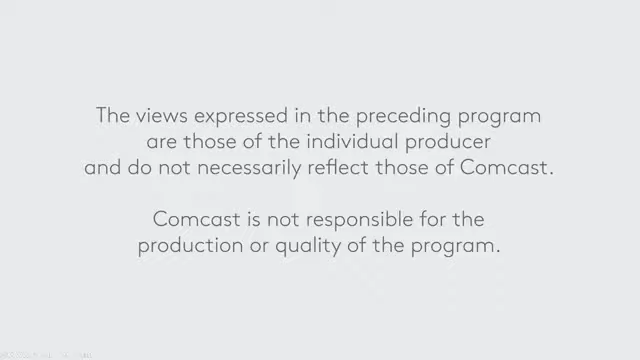 The views expressed in the preceding program
are those of the individual producer
and do not necessarily reflect those of Comcast.
Comcast is not responsible for the
production or quality of the program.